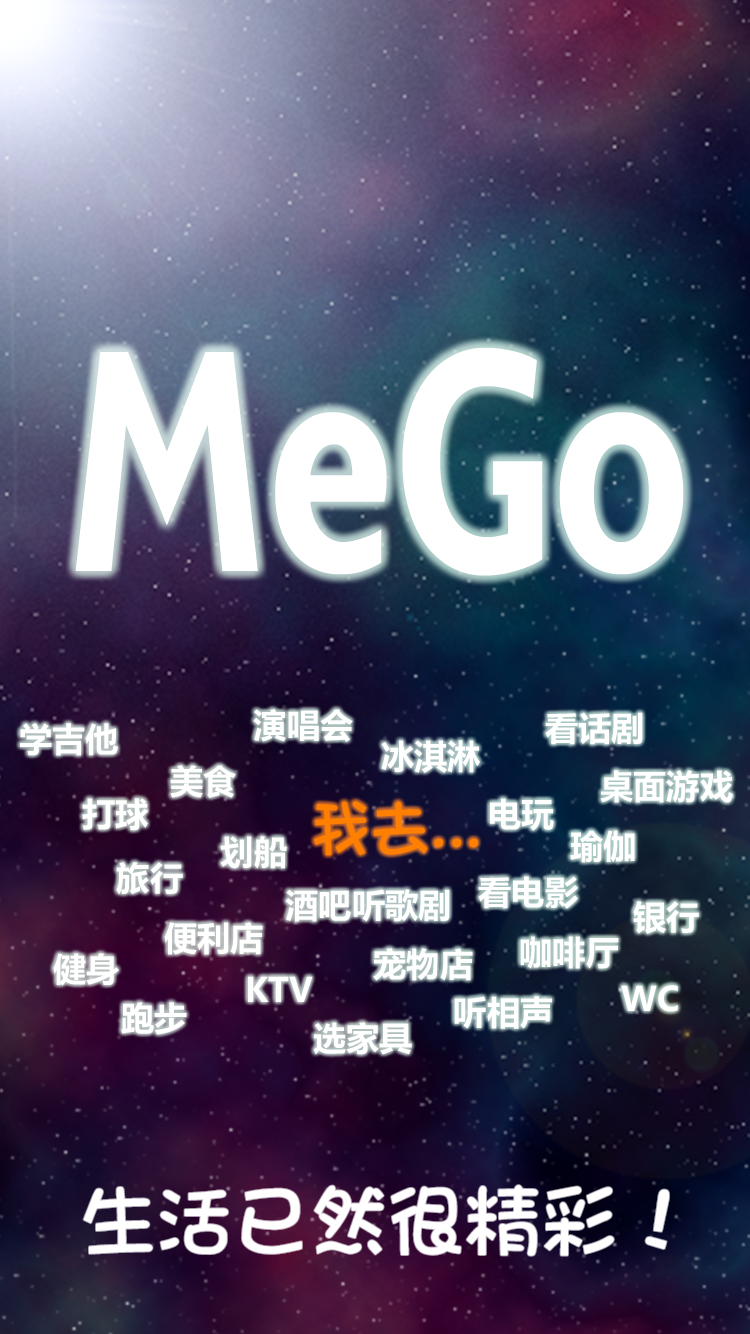 MeGo
演唱会
看话剧
学吉他
冰淇淋
美食
桌面游戏
打球
我去...
电玩
瑜伽
划船
旅行
看电影
酒吧听歌剧
银行
便利店
咖啡厅
宠物店
健身
KTV
WC
听相声
跑步
选家具
生活已然很精彩！